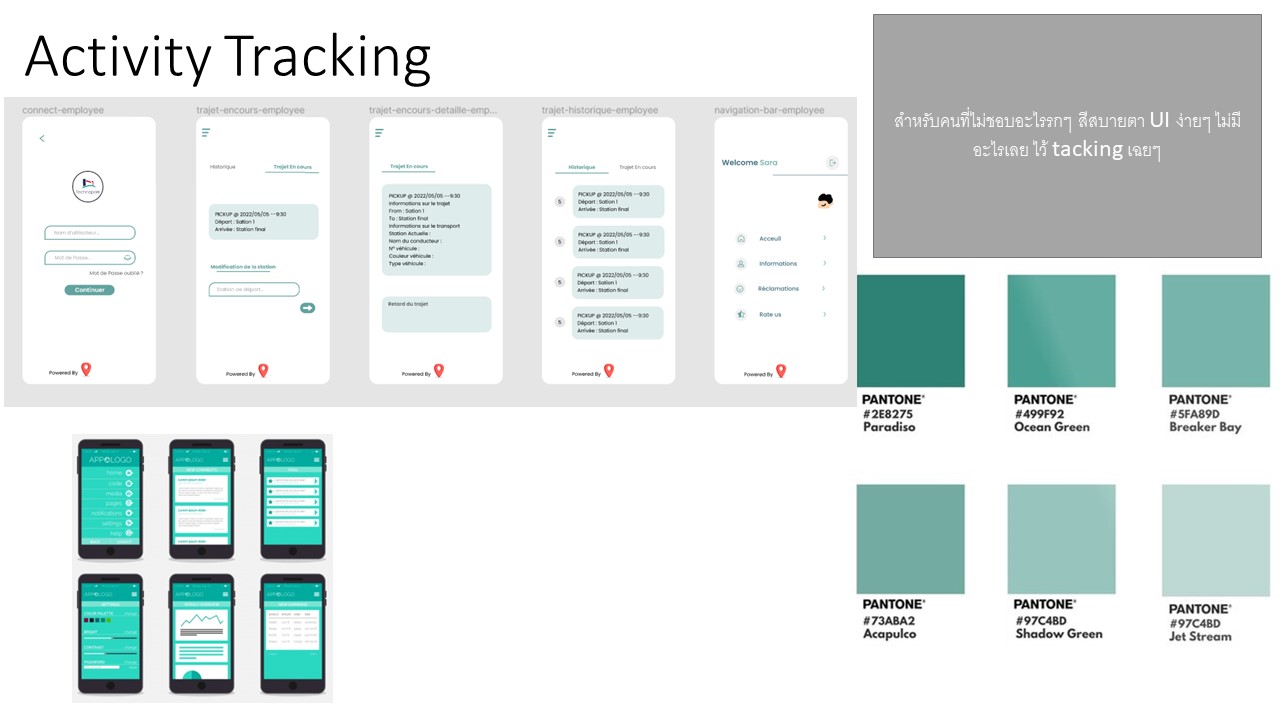 Activity Tracking
connect-employee
Technopark
Nom d'utilisateur...
Mot de Passe...
Mot de Passe oublié ?
Continuer
Powered By
trajet-encours-employee
Historique
Trajet En cours
PICKUP @ 2022/05/05 --9:30
Départ : Sation 1
Arrivée : Station final
Modification de la station
Station de départ...
Powered By
trajet-encours-detaille-emp...
Trajet En cours
PICKUP @ 2022/05/05 --9:30
Informations sur le trajet
From : Sation 1
To : Station final
Informations sur le transport
Station Actuelle :
Nom du conducteur :
N° véhicule :
Couleur véhicule :
Type véhicule :
Retard du trajet
Powered By
trajet-historique-employee
Historique
Trajet En cours
S
PICKUP @ 2022/05/05 --9:30
Départ : Sation 1
Arrivée : Station final
S
PICKUP @ 2022/05/05 --9:30
Départ : Sation 1
Arrivée : Station final
S
PICKUP @ 2022/05/05 --9:30
Départ : Sation 1
Arrivée : Station final
S
PICKUP @ 2022/05/05 --9:30
Départ : Sation 1
Arrivée : Station final
Powered By
navigation-bar-employee
Welcome Sara
Acceuil
Informations
Réclamations
Rate us
Powered By
สำหรับคนที่ไม่ชอบอะไรรกๆ สีสบายตา UI ง่ายๆ ไม่มี
อะไรเลย ไว้ tacking เฉยๆ
PANTONE®
#2E8275
Paradiso
PANTONE®
#499F92
Ocean Green
PANTONE®
#5FA89D
Breaker Bay
PANTONE®
#73ABA2
Acapulco
PANTONE®
#97C4BD
Shadow Green
PANTONE®
#97C4BD
Jet Stream
APPLOGO
home
code
media
pages
notifications
settings
help
SETTINGS
COLOR PALETTE
CONTRAST
PASSWORD